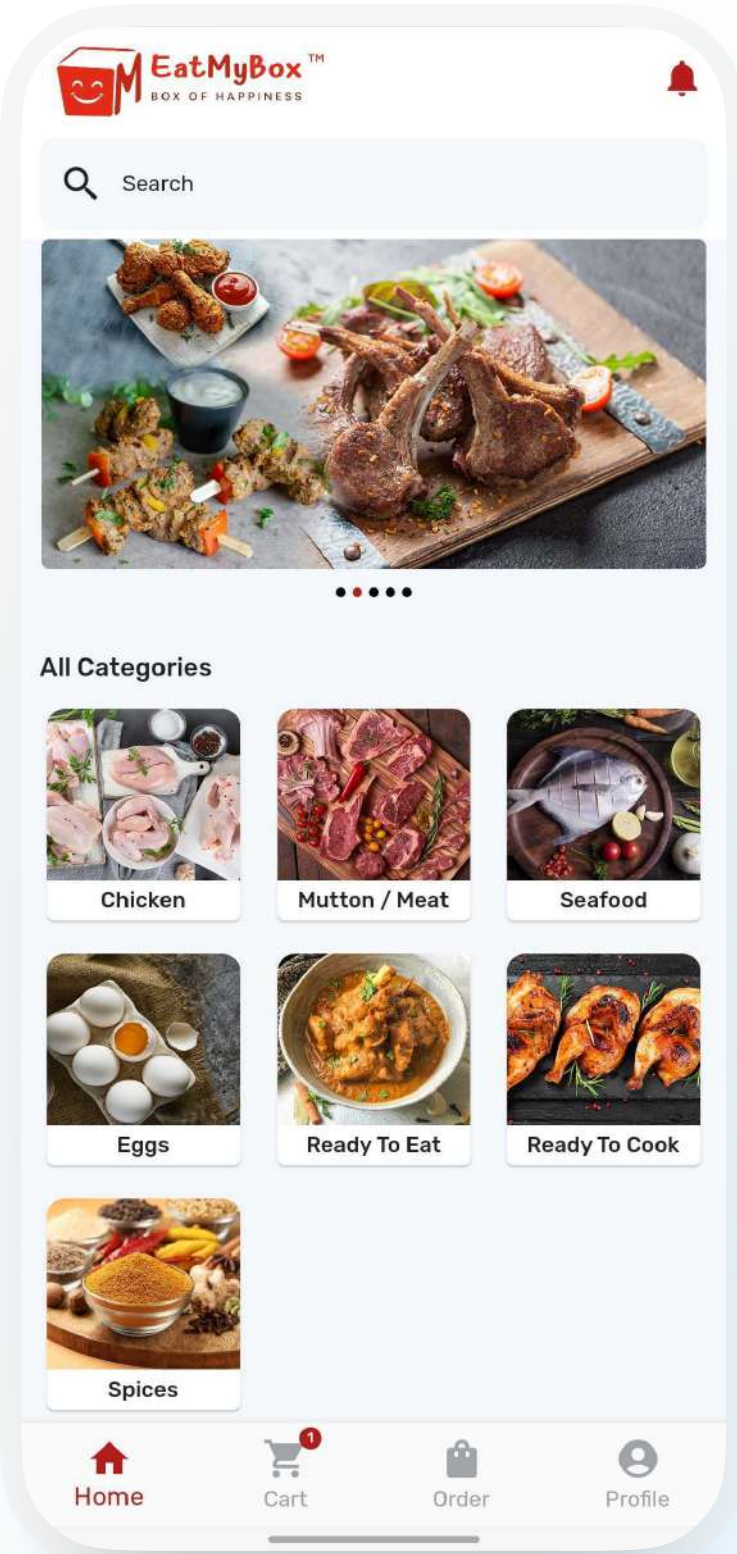 EatMyBox™
BOX OF HAPPINESS
Search
All Categories
Chicken
Mutton / Meat
Seafood
Eggs
Ready To Eat
Ready To Cook
Spices
1
Home
Cart
Order
Profile